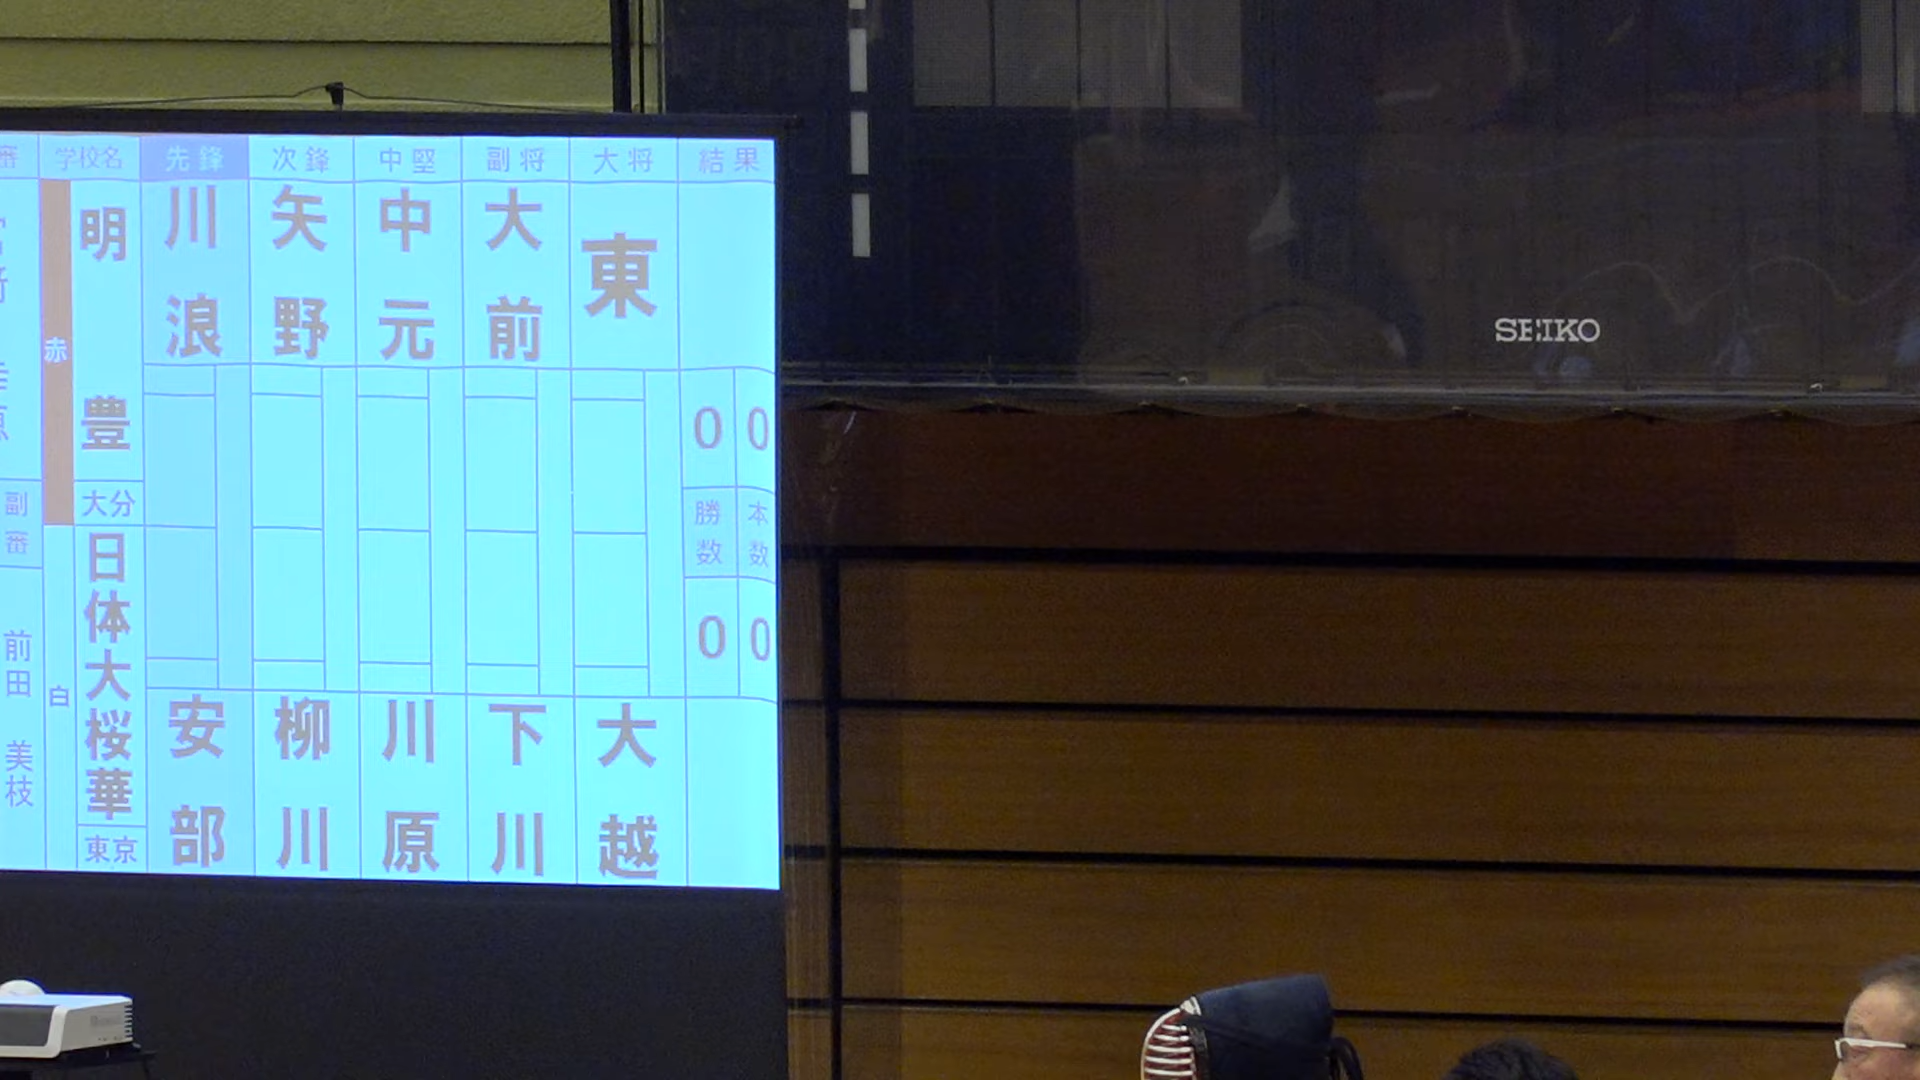 審 学校名 先鋒 次鋒 中堅 副将 大将 結果
赤 明豊 大分 川浪 矢野 中元 大前 東
0 0
勝数 本数
0 0
副審 前田 美枝
白 日体大桜華 東京 安部 柳川 川原 下川 大越
SEIKO